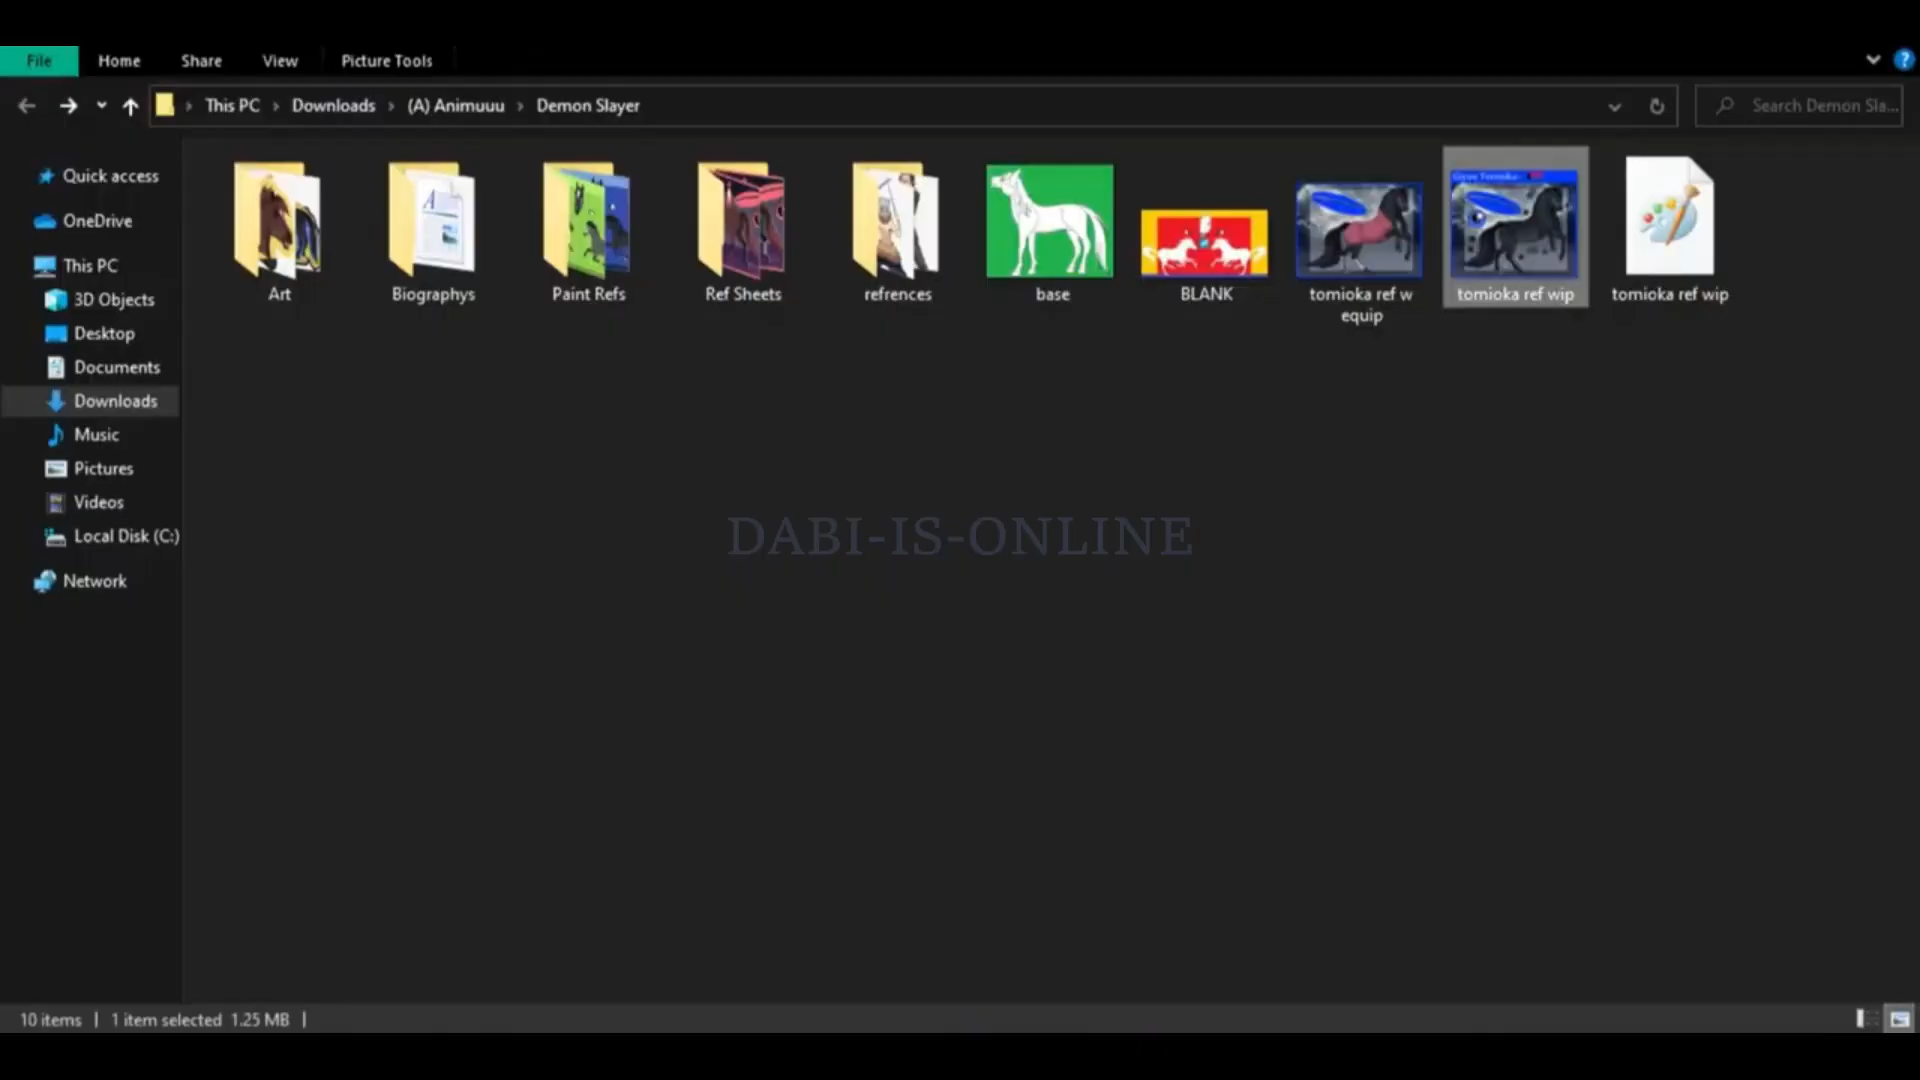 File Home Share View Picture Tools
This PC Downloads (A) Animuuu Demon Slayer
Search Demon Sla...
Quick access
OneDrive
This PC
3D Objects
Desktop
Documents
Downloads
Music
Pictures
Videos
Local Disk (C:)
Network
Art
Biographys
Paint Refs
Ref Sheets
refrences
base
BLANK
tomioka ref w
equip
tomioka ref wip
tomioka ref wip
DABI-IS-ONLINE
10 items | 1 item selected 1.25 MB |